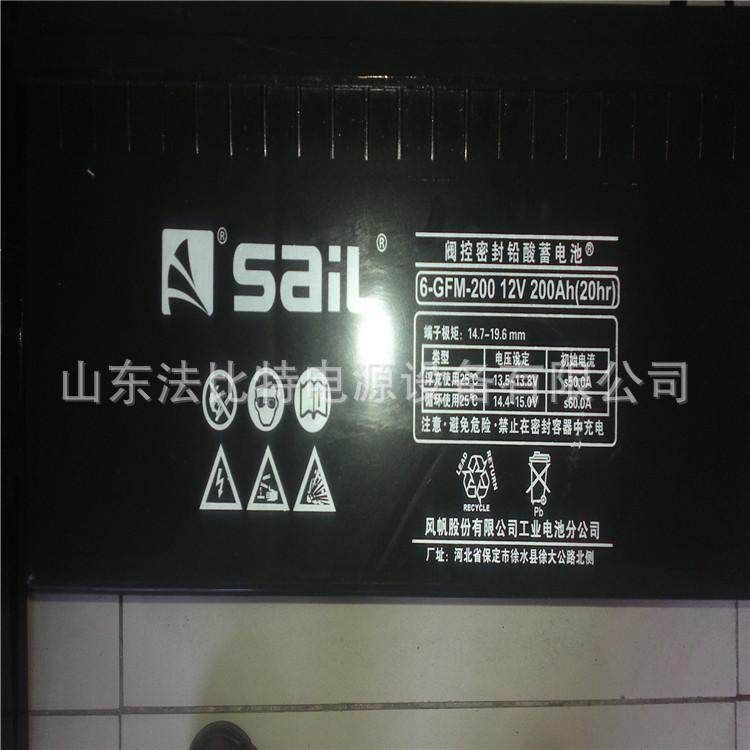 ® sail ®
阀控密封铅酸蓄电池®
6-GFM-200 12V 200Ah(20hr)
端子极矩: 14.7-19.6 mm
类型 电压设定 初始电流
浮充使用25℃ 13.5-13.8V ≤50.0A
循环使用25℃ 14.4-15.0V ≤60.0A
山东法比特电源设备有限公司
注意·避免危险·禁止在密封容器中充电
LEAD RETURN
RECYCLE
Pb
风帆股份有限公司工业电池分公司
厂址: 河北省保定市徐水县徐大公路北侧